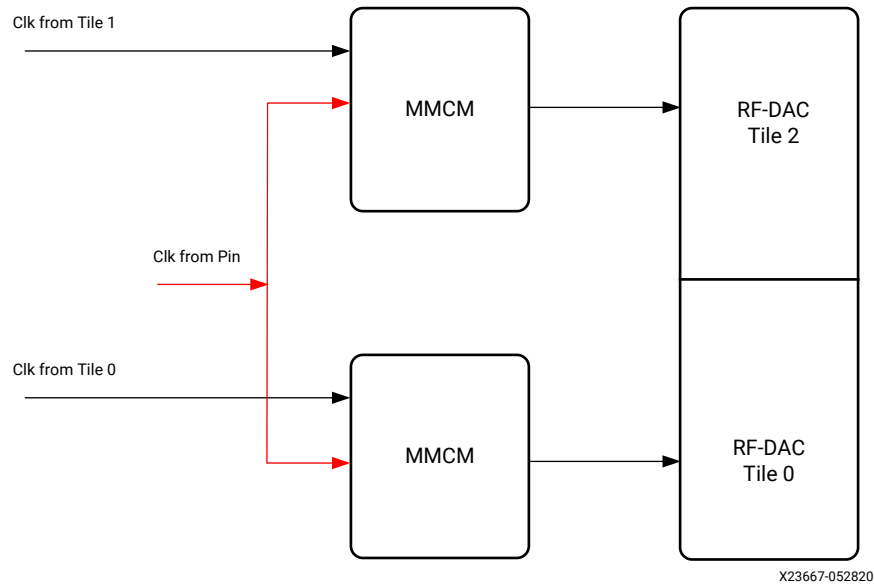 Clk from Tile 1
MMCM
RF-DAC
Tile 2
Clk from Pin
Clk from Tile 0
MMCM
RF-DAC
Tile 0
X23667-052820